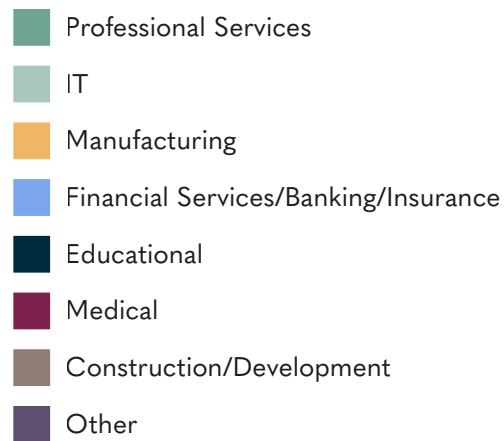 Professional Services
IT
Manufacturing
Financial Services/Banking/Insurance
Educational
Medical
Construction/Development
Other